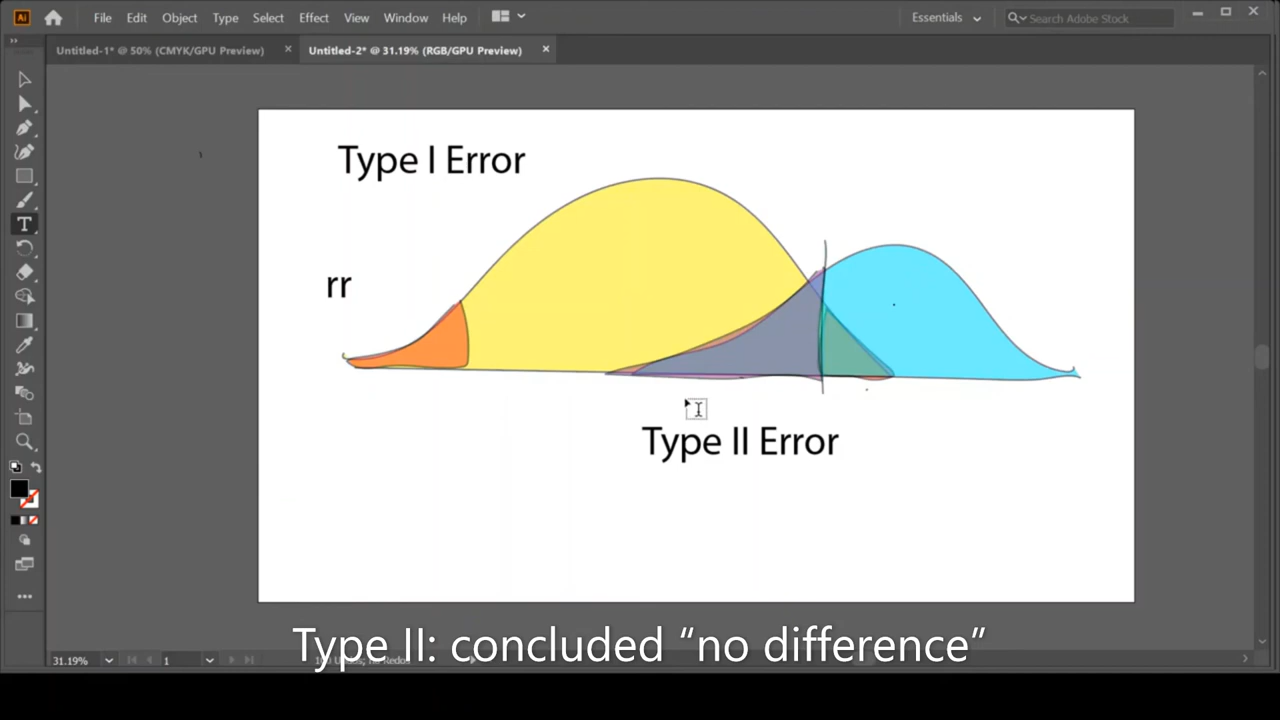 Ai File Edit Object Type Select Effect View Window Help Essentials Search Adobe Stock
Untitled-1* @ 50% (CMYK/GPU Preview) × Untitled-2* @ 31.19% (RGB/GPU Preview) ×
Type I Error
rr
Type II Error
Type II: concluded “no difference”
31.19% 1